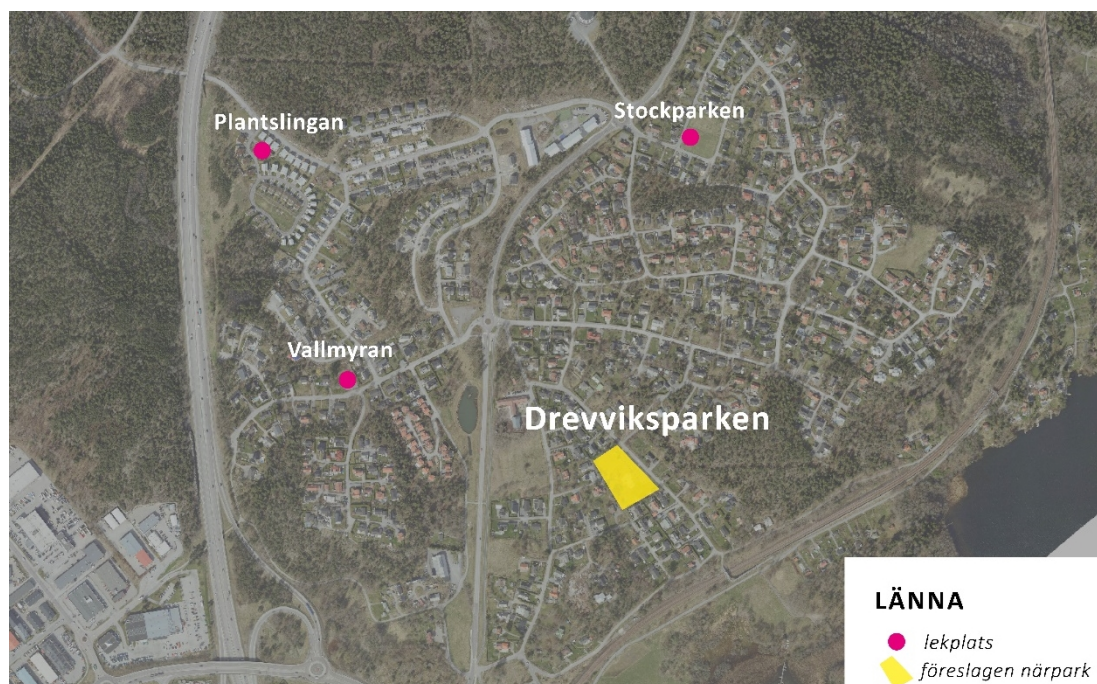 Stockparken
Plantslingan
Vallmyran
Drevviksparken
LÄNNA
lekplats
föreslagen närpark